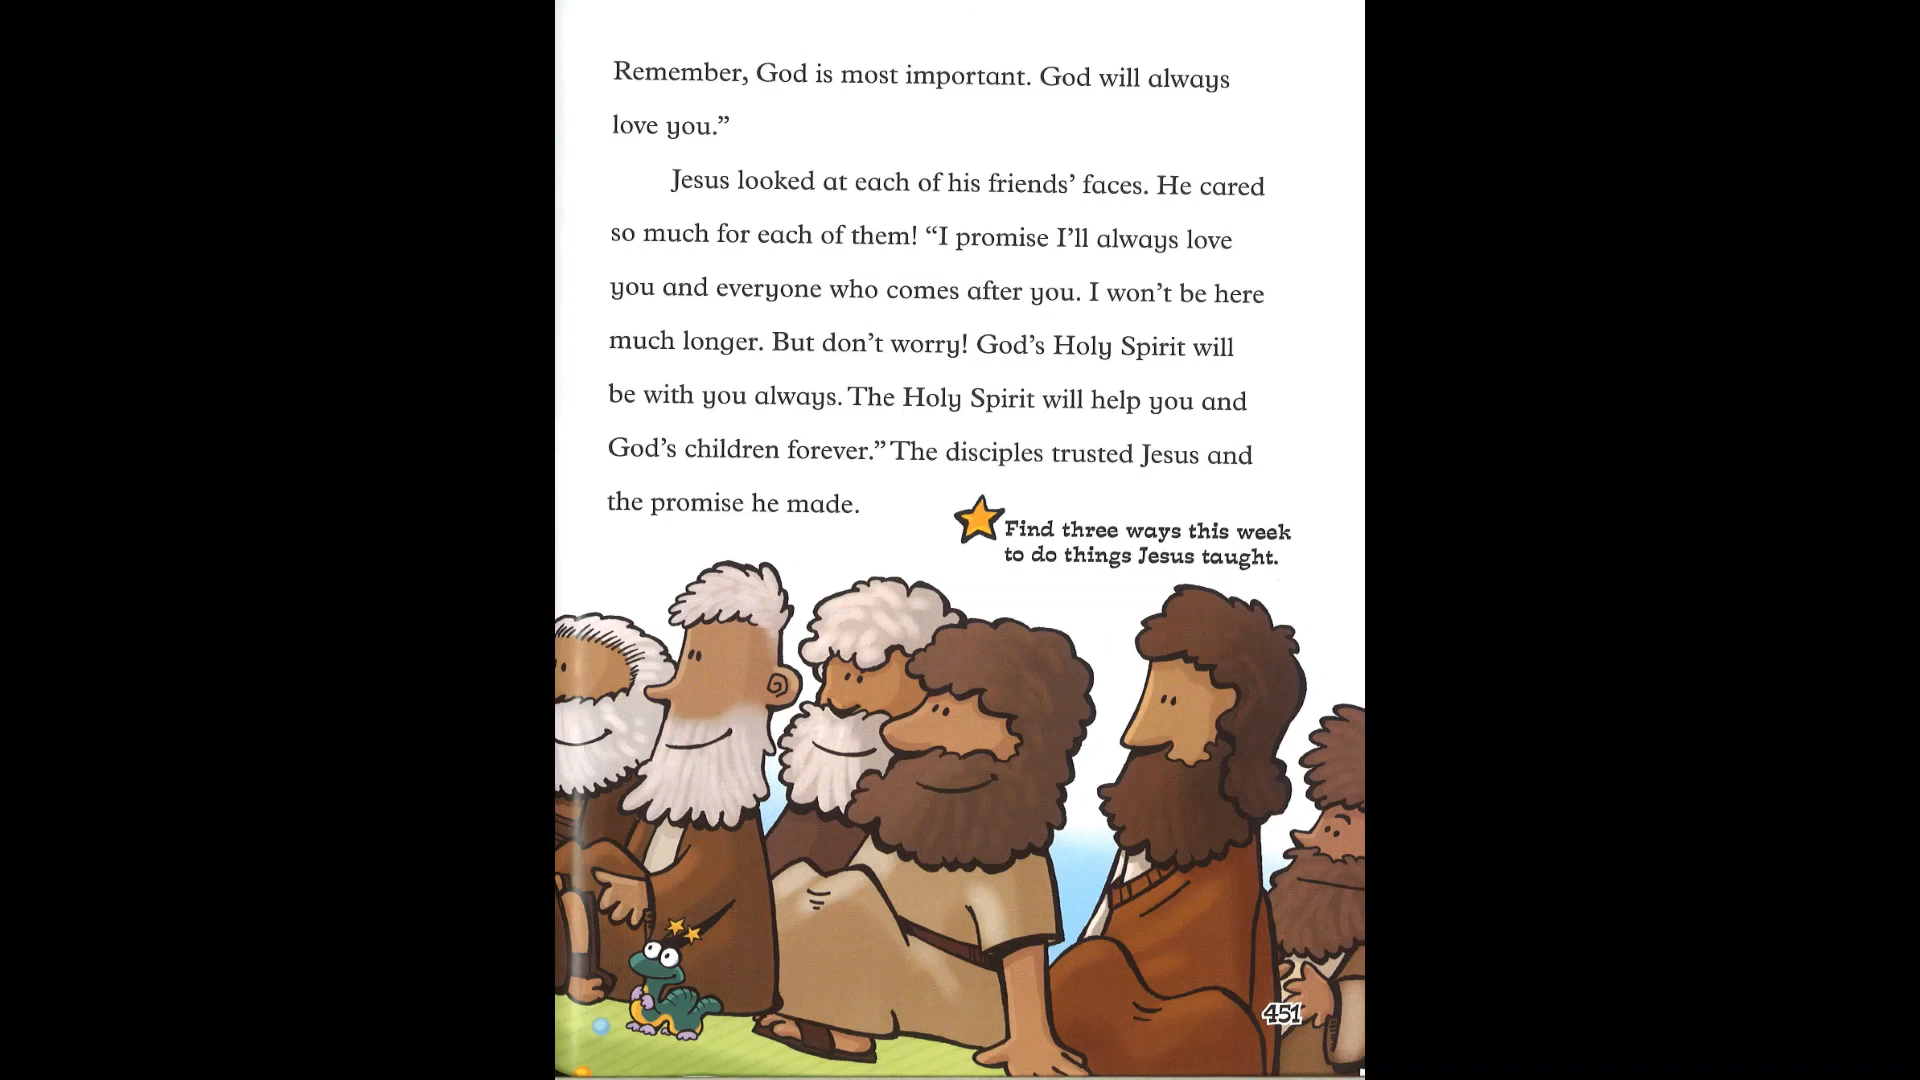 Remember, God is most important. God will always
love you.”
Jesus looked at each of his friends’ faces. He cared
so much for each of them! “I promise I’ll always love
you and everyone who comes after you. I won’t be here
much longer. But don’t worry! God’s Holy Spirit will
be with you always. The Holy Spirit will help you and
God’s children forever.” The disciples trusted Jesus and
the promise he made.
Find three ways this week
to do things Jesus taught.
451